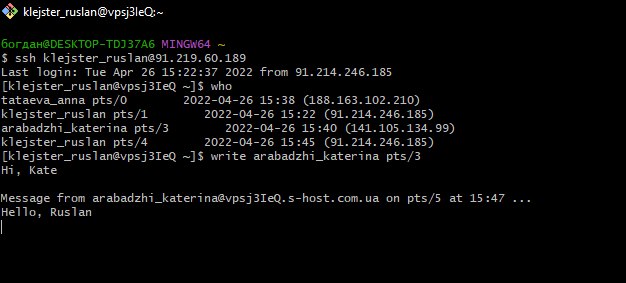 klejster_ruslan@vpsj3leQ:~
богдан@DESKTOP-TDJ37A6 MINGW64 ~
$ ssh klejster_ruslan@91.219.60.189
Last login: Tue Apr 26 15:22:37 2022 from 91.214.246.185
[klejster_ruslan@vpsj3IeQ ~]$ who
tataeva_anna pts/0        2022-04-26 15:38 (188.163.102.210)
klejster_ruslan pts/1        2022-04-26 15:22 (91.214.246.185)
arabadzhi_katerina pts/3        2022-04-26 15:40 (141.105.134.99)
klejster_ruslan pts/4        2022-04-26 15:45 (91.214.246.185)
[klejster_ruslan@vpsj3IeQ ~]$ write arabadzhi_katerina pts/3
Hi, Kate
Message from arabadzhi_katerina@vpsj3IeQ.s-host.com.ua on pts/5 at 15:47 ...
Hello, Ruslan